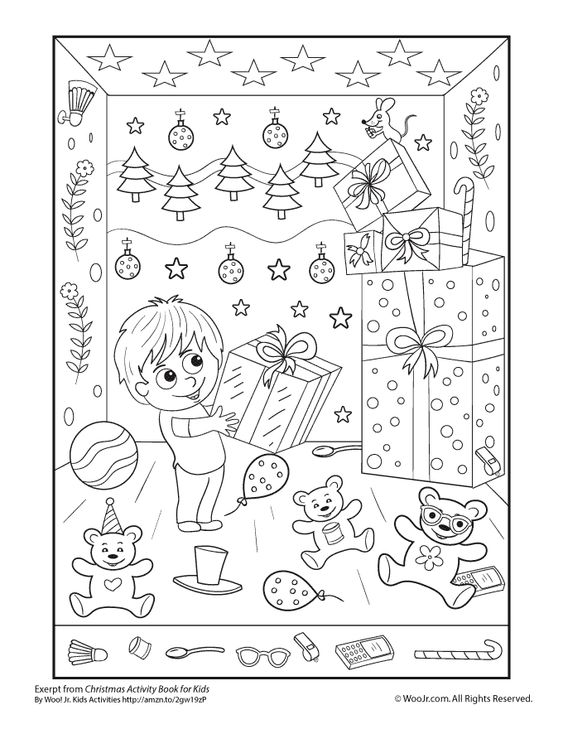 Exerpt from Christmas Activity Book for Kids
By Woo! Jr. Kids Activities http://amzn.to/2gw19zP
© WooJr.com. All Rights Reserved.